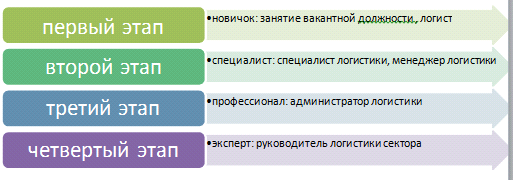 первый этап
•новичок: занятие вакантной должности , логист
второй этап
•специалист: специалист логистики, менеджер логистики
третий этап
•профессионал: администратор логистики
четвертый этап
•эксперт: руководитель логистики сектора